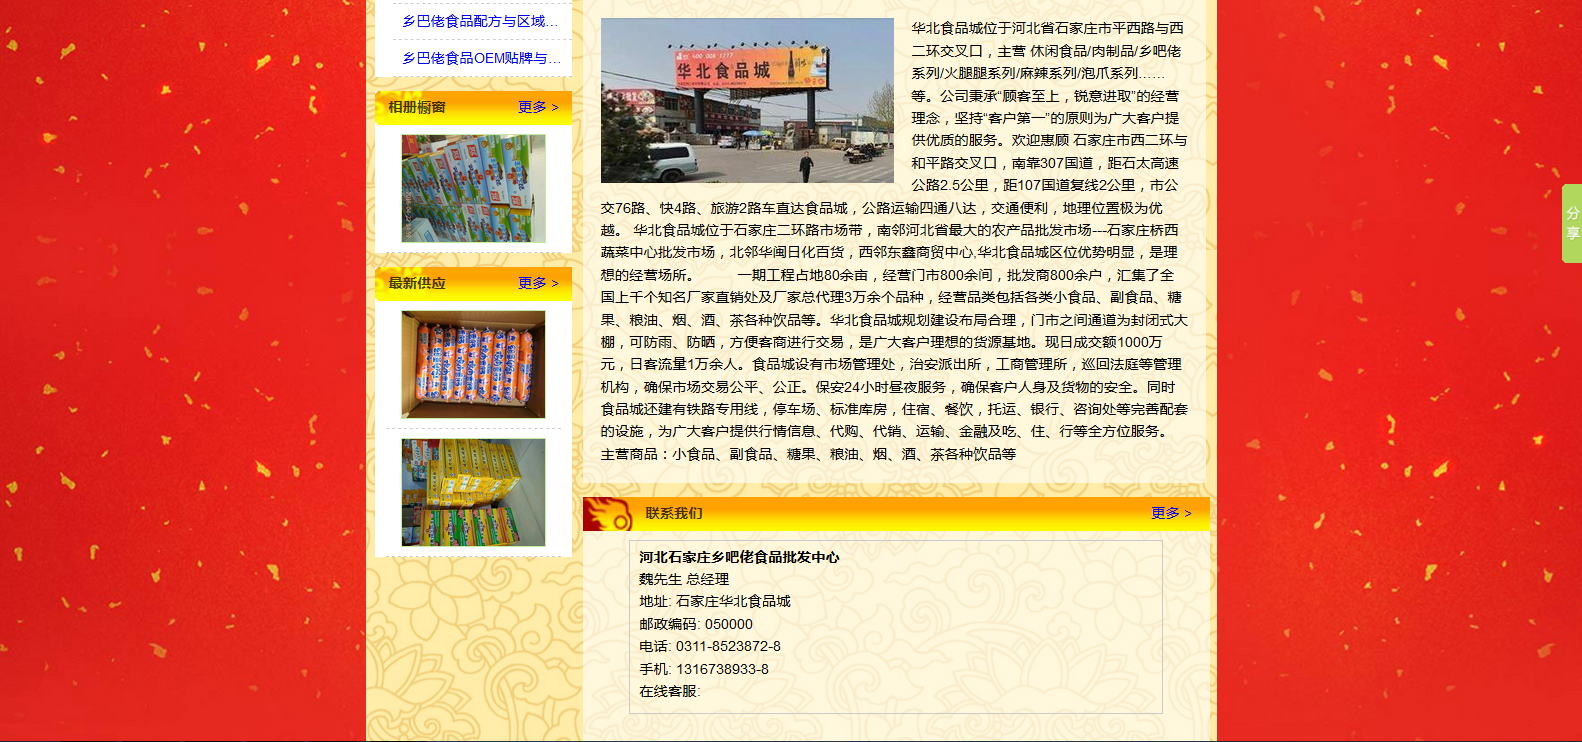 乡巴佬食品配方与区域...
乡巴佬食品OEM贴牌与...
相册橱窗
更多 >
最新供应
更多 >
华北食品城
华北食品城位于河北省石家庄市平西路与西
二环交叉口，主营 休闲食品/肉制品/乡吧佬
系列/火腿腿系列/麻辣系列/泡爪系列……
等。公司秉承“顾客至上，锐意进取”的经营
理念，坚持“客户第一”的原则为广大客户提
供优质的服务。欢迎惠顾 石家庄市西二环与
和平路交叉口，南靠307国道，距石太高速
公路2.5公里，距107国道复线2公里，市公
交76路、快4路、旅游2路车直达食品城，公路运输四通八达，交通便利，地理位置极为优
越。 华北食品城位于石家庄二环路市场带，南邻河北省最大的农产品批发市场---石家庄桥西
蔬菜中心批发市场，北邻华闽日化百货，西邻东鑫商贸中心,华北食品城区位优势明显，是理
想的经营场所。 一期工程占地80余亩，经营门市800余间，批发商800余户，汇集了全
国上千个知名厂家直销处及厂家总代理3万余个品种，经营品类包括各类小食品、副食品、糖
果、粮油、烟、酒、茶各种饮品等。华北食品城规划建设布局合理，门市之间通道为封闭式大
棚，可防雨、防晒，方便客商进行交易，是广大客户理想的货源基地。现日成交额1000万
元，日客流量1万余人。食品城设有市场管理处，治安派出所，工商管理所，巡回法庭等管理
机构，确保市场交易公平、公正。保安24小时昼夜服务，确保客户人身及货物的安全。同时
食品城还建有铁路专用线，停车场、标准库房，住宿、餐饮，托运、银行、咨询处等完善配套
的设施，为广大客户提供行情信息、代购、代销、运输、金融及吃、住、行等全方位服务。
主营商品：小食品、副食品、糖果、粮油、烟、酒、茶各种饮品等
联系我们
更多 >
河北石家庄乡吧佬食品批发中心
魏先生 总经理
地址: 石家庄华北食品城
邮政编码: 050000
电话: 0311-8523872-8
手机: 1316738933-8
在线客服:
分
享